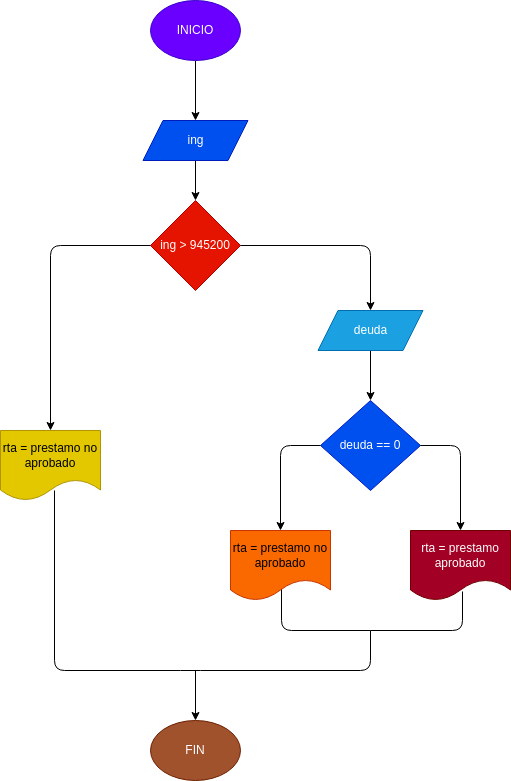 INICIO
ing
ing > 945200
deuda
deuda == 0
rta = prestamo no
aprobado
rta = prestamo no
aprobado
rta = prestamo
aprobado
FIN